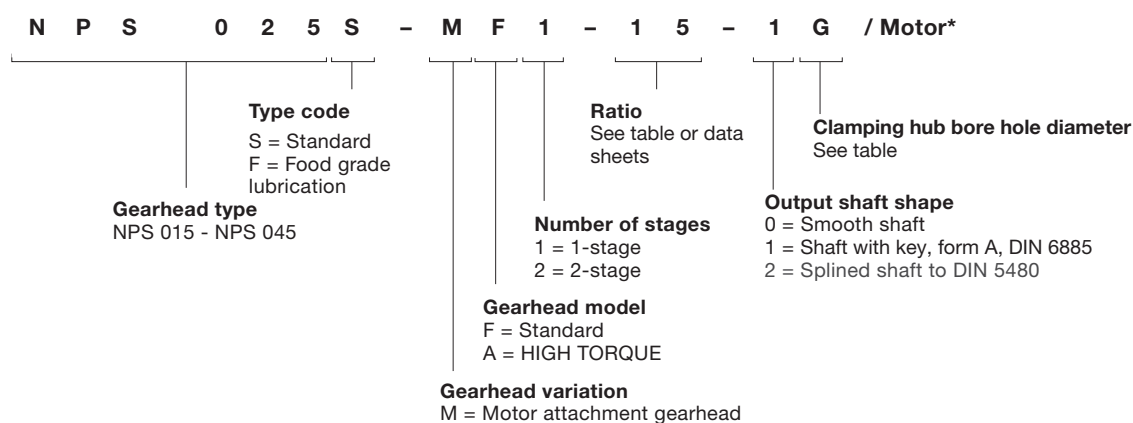 N P S 0 2 5 S – M F 1 – 1 5 – 1 G / Motor*
Type code
S = Standard
F = Food grade
lubrication
Gearhead type
NPS 015 - NPS 045
Ratio
See table or data
sheets
Clamping hub bore hole diameter
See table
Output shaft shape
0 = Smooth shaft
1 = Shaft with key, form A, DIN 6885
2 = Splined shaft to DIN 5480
Number of stages
1 = 1-stage
2 = 2-stage
Gearhead model
F = Standard
A = HIGH TORQUE
Gearhead variation
M = Motor attachment gearhead